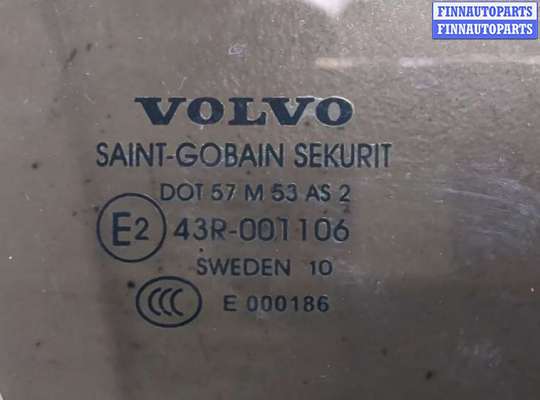 FINNAUTOPARTS
FINNAUTOPARTS
VOLVO
SAINT-GOBAIN SEKURIT
DOT 57 M 53 AS 2
E2 43R-001106
SWEDEN 10
CCC E 000186